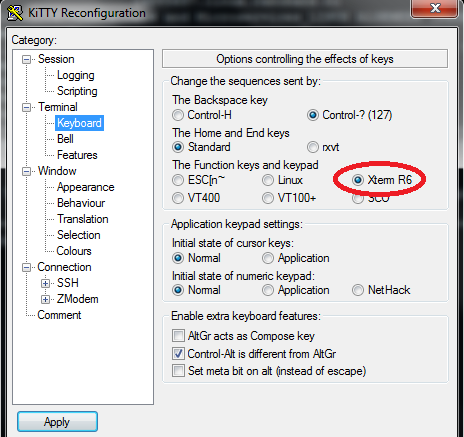 KiTTY Reconfiguration
Category:
Session
Logging
Scripting
Terminal
Keyboard
Bell
Features
Window
Appearance
Behaviour
Translation
Selection
Colours
Connection
SSH
ZModem
Comment
Options controlling the effects of keys
Change the sequences sent by:
The Backspace key
Control-H Control-? (127)
The Home and End keys
Standard rxvt
The Function keys and keypad
ESC[n~ Linux Xterm R6
VT400 VT100+ SCO
Application keypad settings:
Initial state of cursor keys:
Normal Application
Initial state of numeric keypad:
Normal Application NetHack
Enable extra keyboard features:
AltGr acts as Compose key
Control-Alt is different from AltGr
Set meta bit on alt (instead of escape)
Apply